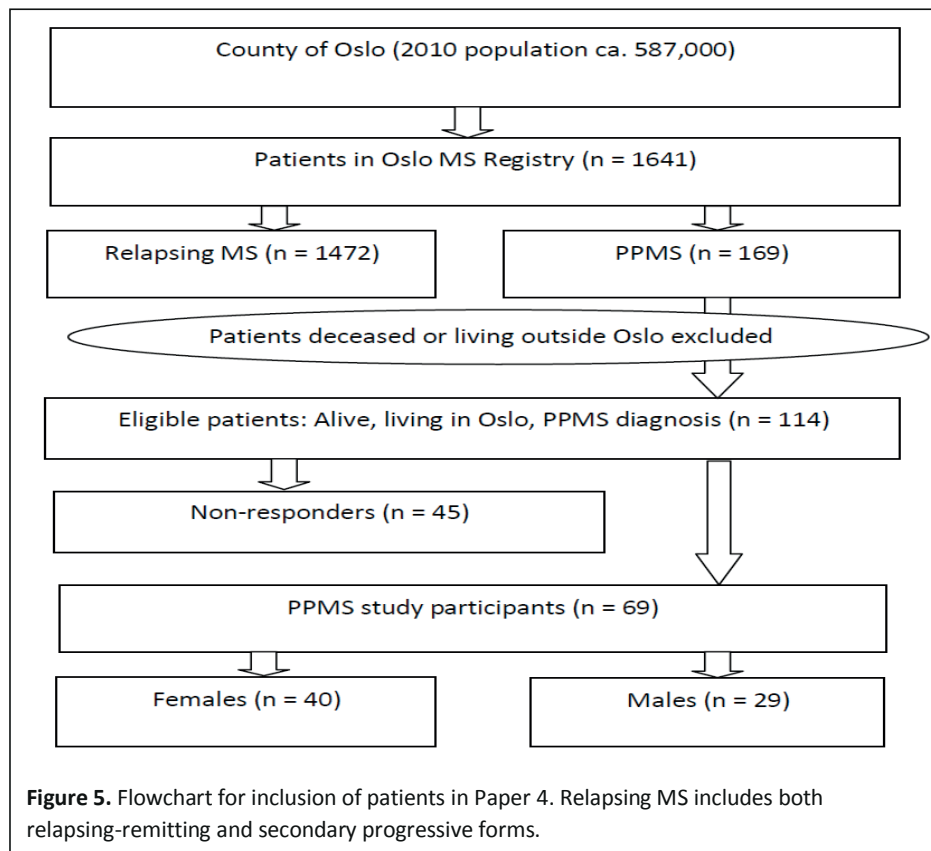 County of Oslo (2010 population ca. 587,000)
Patients in Oslo MS Registry (n = 1641)
Relapsing MS (n = 1472)
PPMS (n = 169)
Patients deceased or living outside Oslo excluded
Eligible patients: Alive, living in Oslo, PPMS diagnosis (n = 114)
Non-responders (n = 45)
PPMS study participants (n = 69)
Females (n = 40)
Males (n = 29)
Figure 5. Flowchart for inclusion of patients in Paper 4. Relapsing MS includes both
relapsing-remitting and secondary progressive forms.